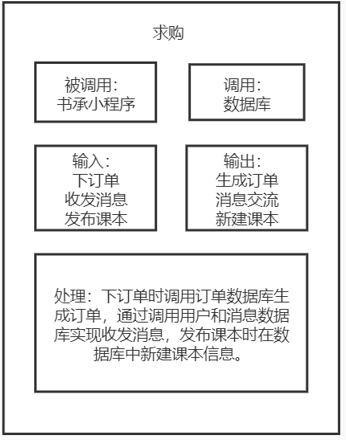 求购
被调用：
书承小程序
调用：
数据库
输入：
下订单
收发消息
发布课本
输出：
生成订单
消息交流
新建课本
处理：下订单时调用订单数据库生
成订单，通过调用用户和消息数据
库实现收发消息，发布课本时在数
据库中新建课本信息。